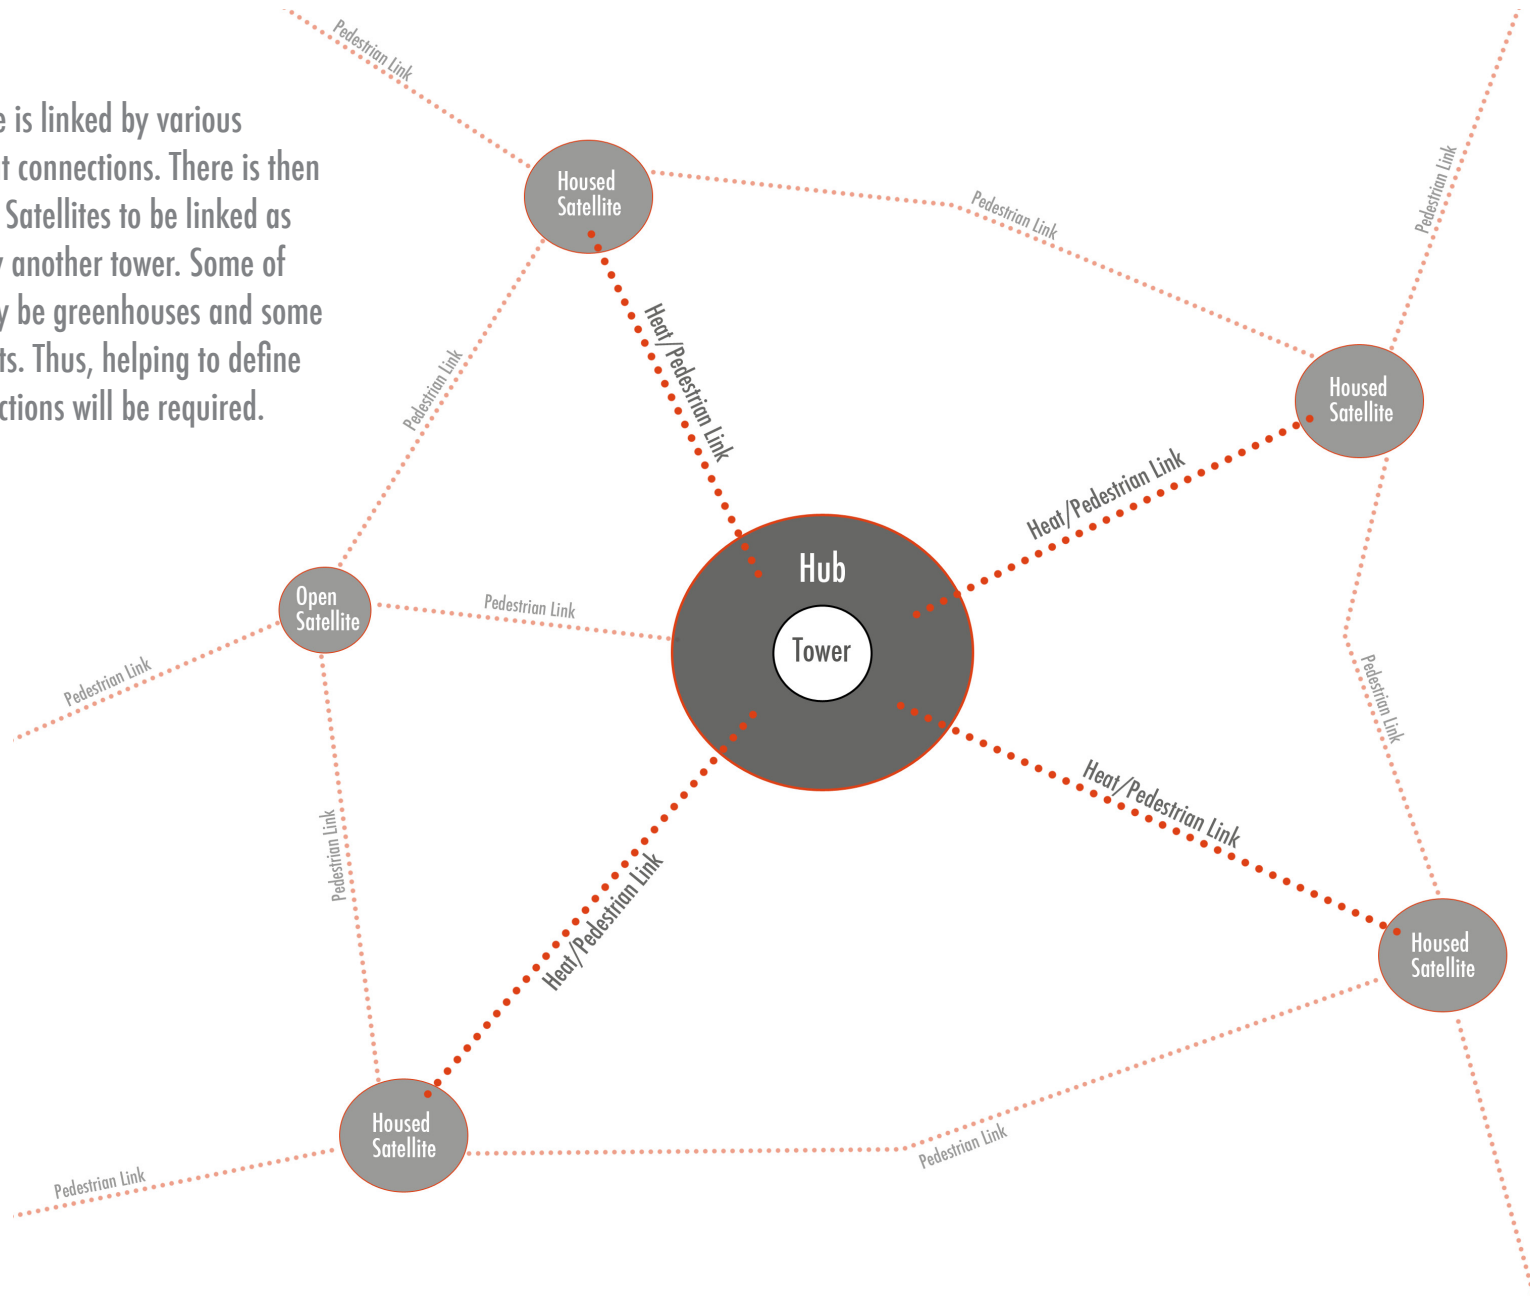 Pedestrian Link
e is linked by various
t connections. There is then
Satellites to be linked as
y another tower. Some of
y be greenhouses and some
ts. Thus, helping to define
ctions will be required.
Housed
Satellite
Pedestrian Link
Pedestrian Link
Heat/Pedestrian Link
Pedestrian Link
Housed
Satellite
Heat/Pedestrian Link
Hub
Tower
Open
Satellite
Pedestrian Link
Pedestrian Link
Pedestrian Link
Heat/Pedestrian Link
Pedestrian Link
Heat/Pedestrian Link
Housed
Satellite
Housed
Satellite
Pedestrian Link
Pedestrian Link